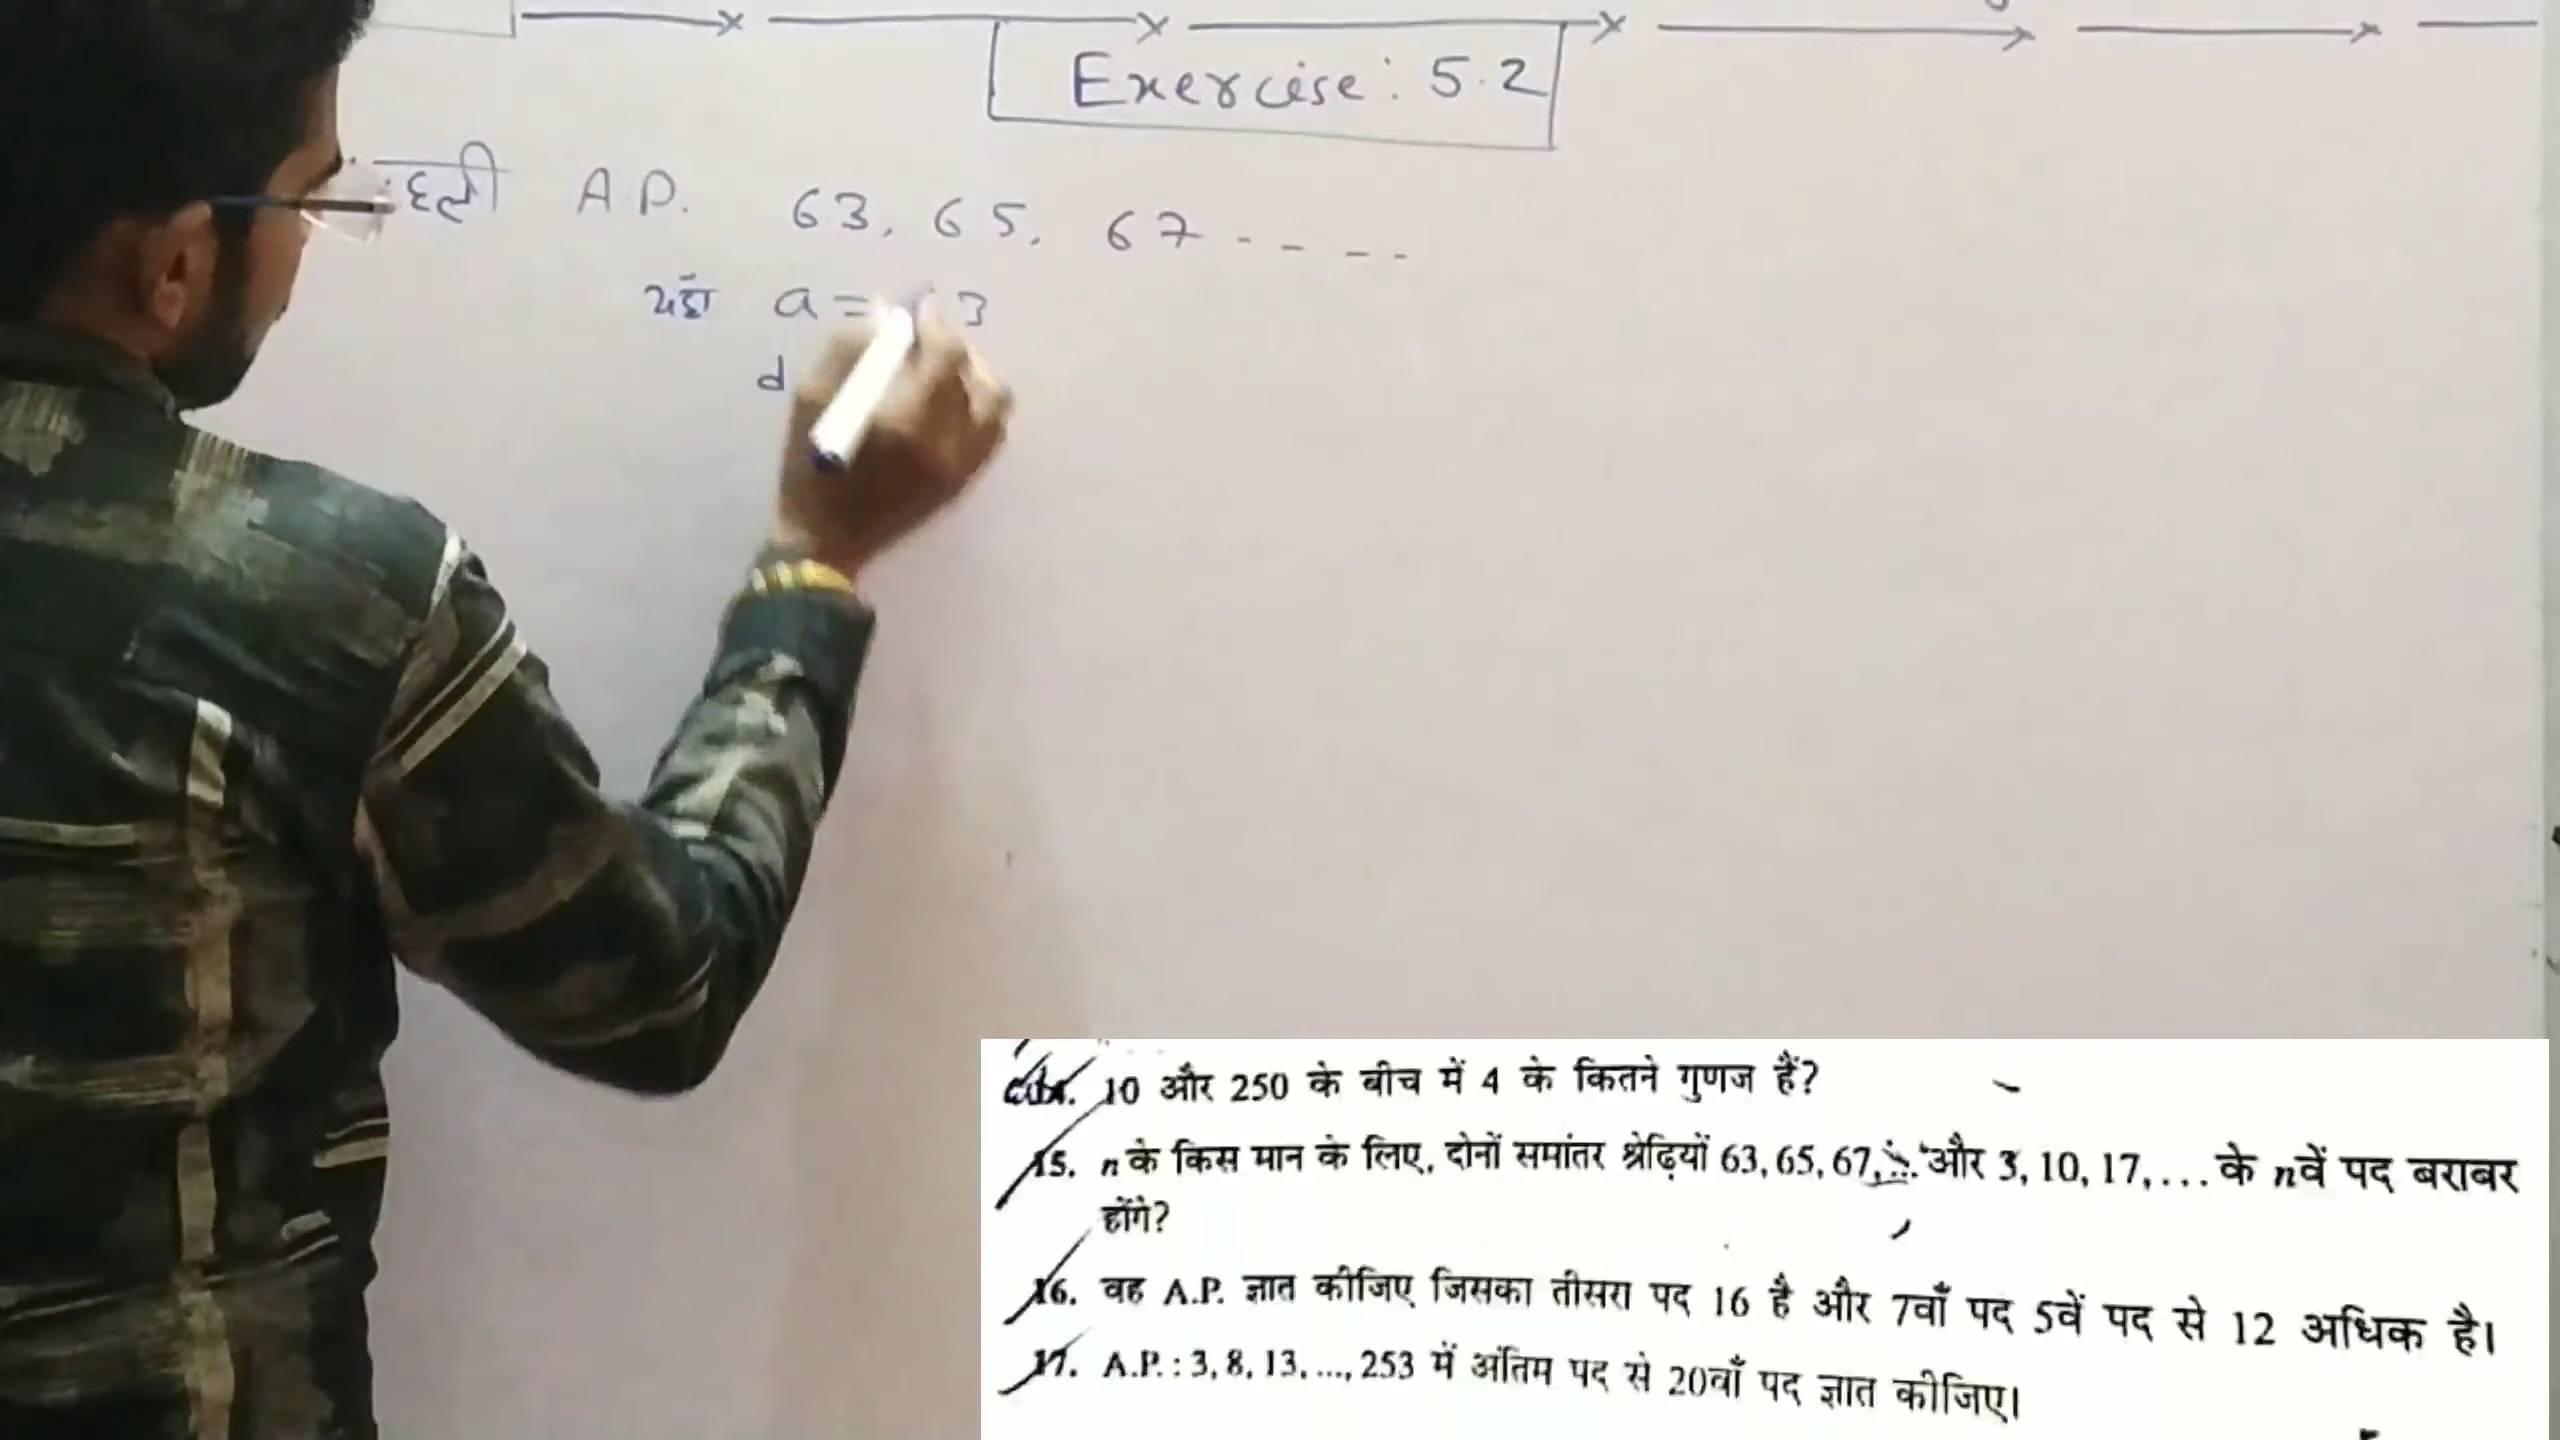 Exercise: 5.2
A.P. 63, 65, 67 - - - -
यहाँ a = 3
d
10 और 250 के बीच में 4 के कितने गुणज हैं?
15. n के किस मान के लिए, दोनों समांतर श्रेढ़ियों 63, 65, 67, ... और 3, 10, 17, ... के nवें पद बराबर
होंगे?
16. वह A.P. ज्ञात कीजिए जिसका तीसरा पद 16 है और 7वाँ पद 5वें पद से 12 अधिक है।
17. A.P. : 3, 8, 13, ..., 253 में अंतिम पद से 20वाँ पद ज्ञात कीजिए।